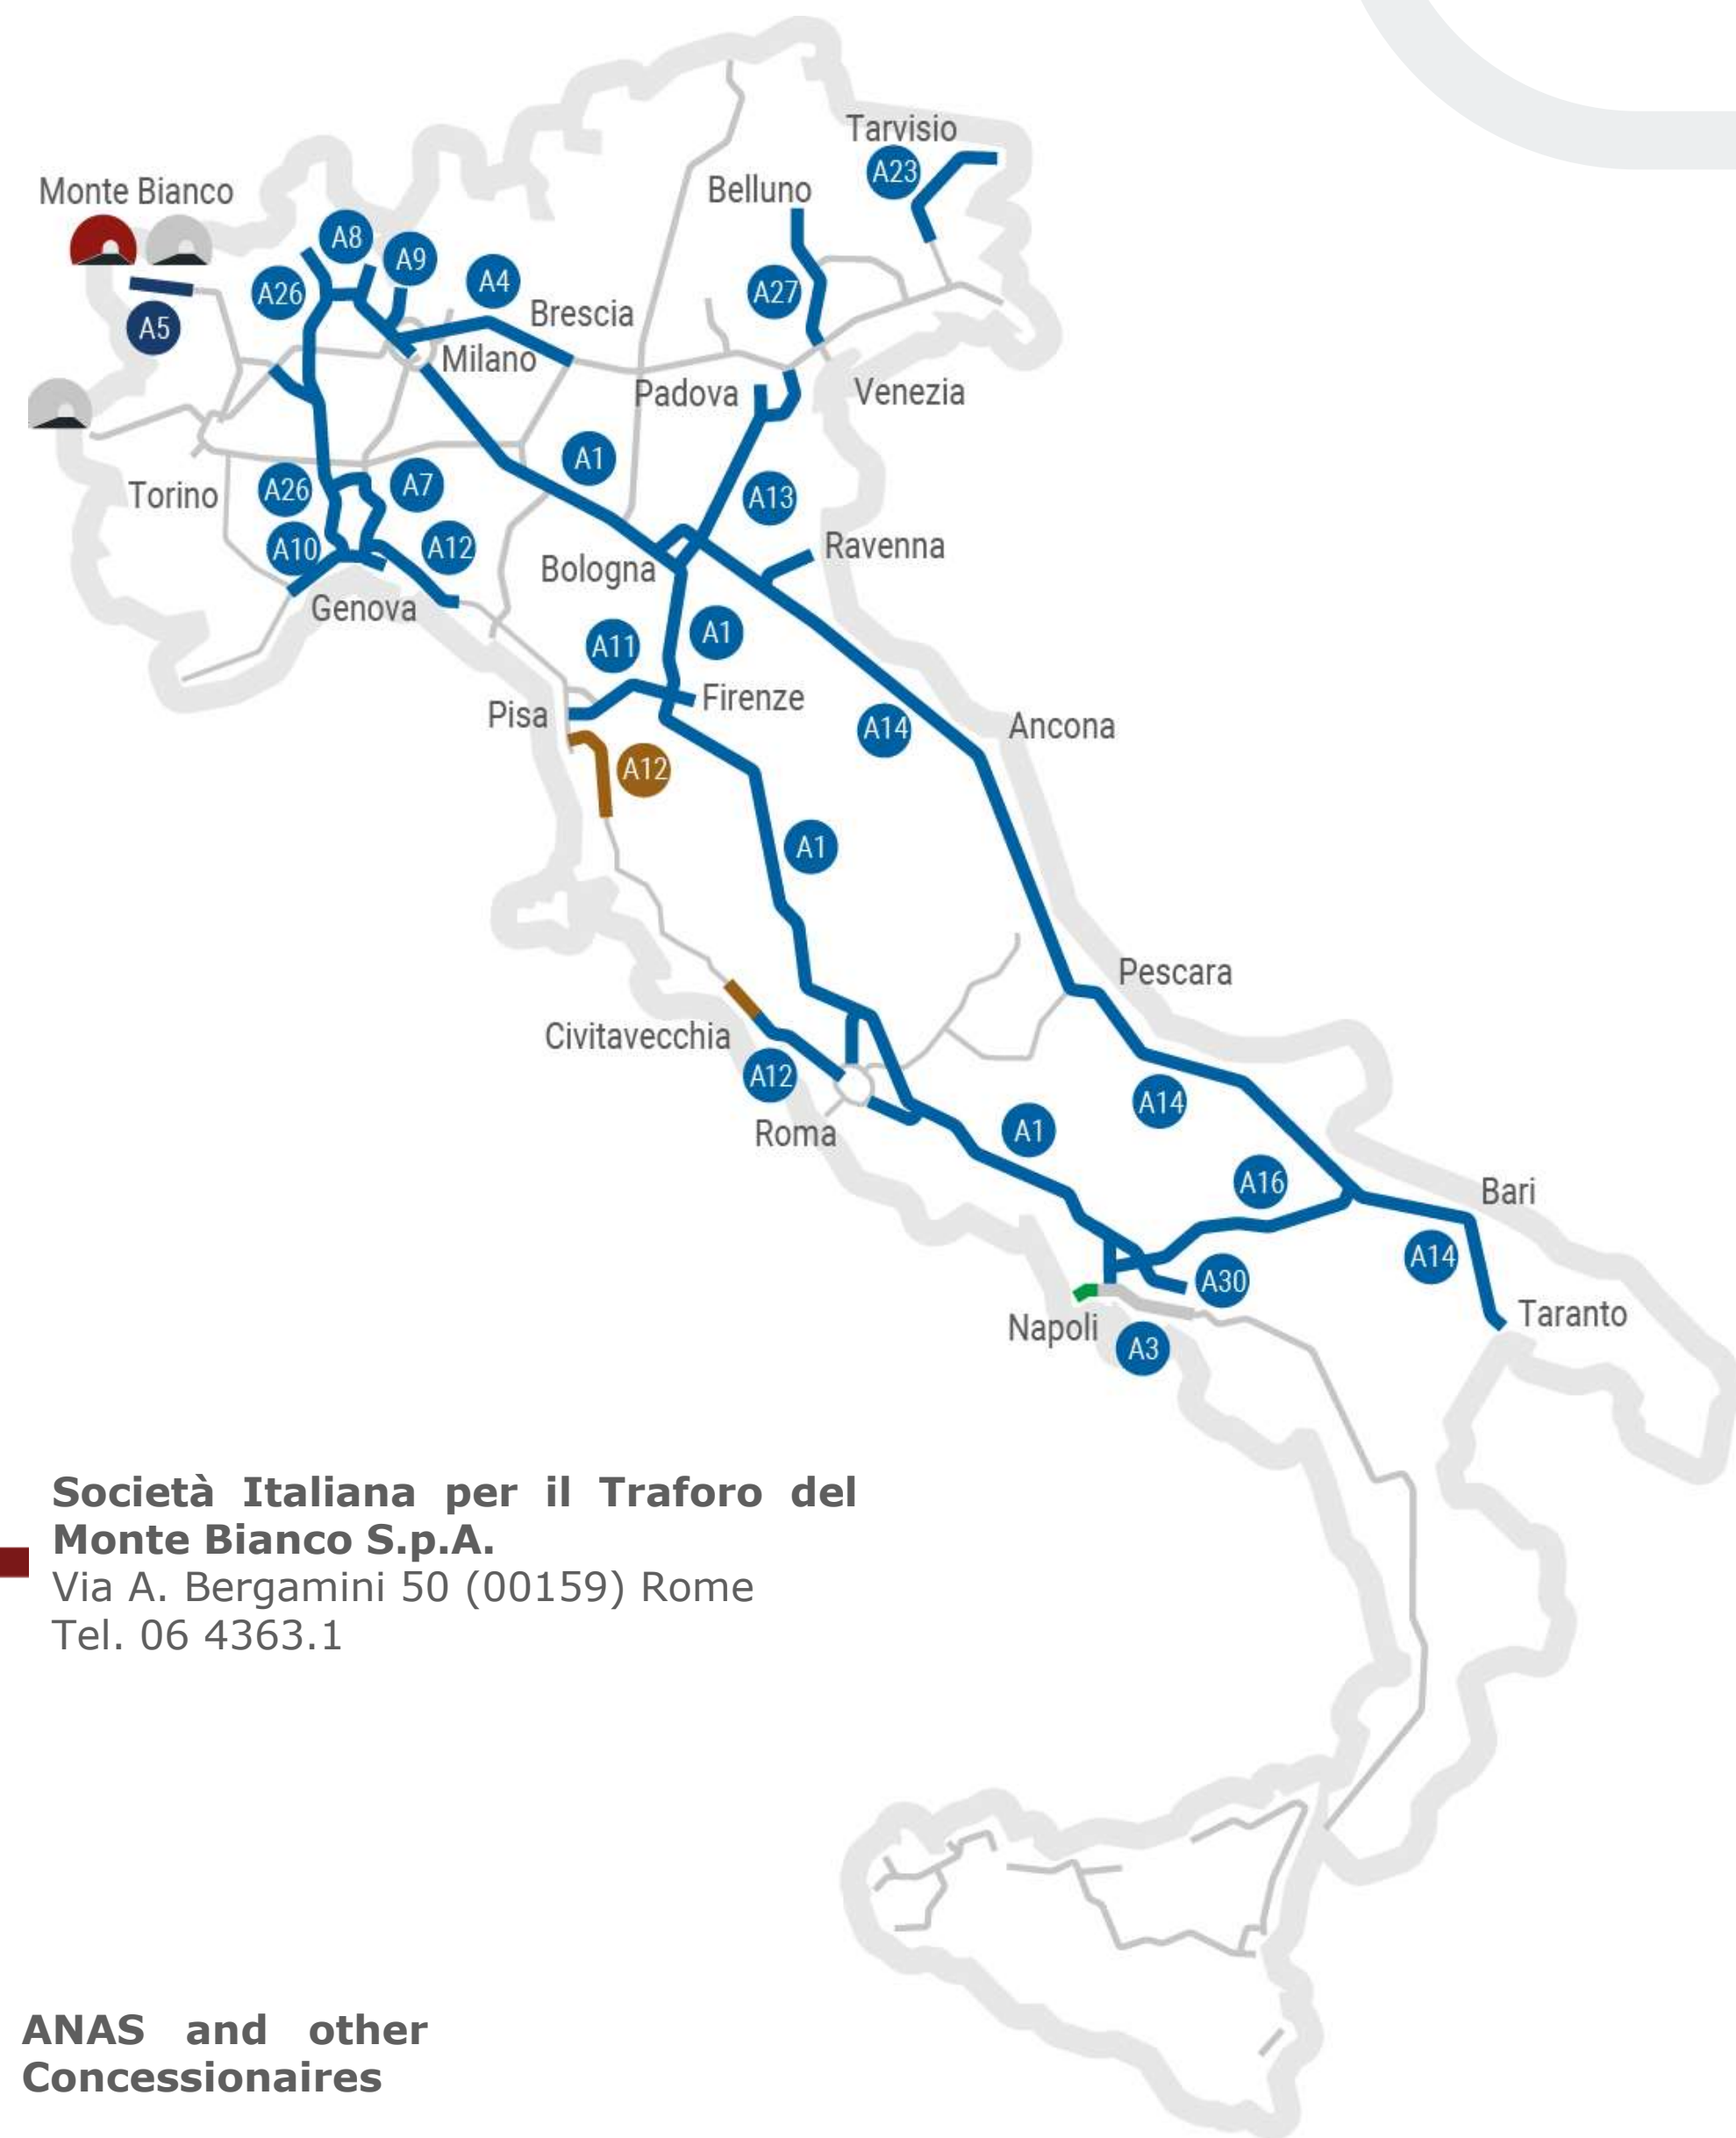 Tarvisio
A23
Monte Bianco
Belluno
A8
A9
A4
A26
A27
A5
Brescia
Milano
Padova
Venezia
A1
Torino
A26
A7
A13
A10
A12
Ravenna
Bologna
Genova
A11
A1
Firenze
Pisa
A14
Ancona
A12
A1
Pescara
Civitavecchia
A12
A14
Roma
A1
A16
Bari
A14
A30
Taranto
Napoli
A3
Società Italiana per il Traforo del
Monte Bianco S.p.A.
Via A. Bergamini 50 (00159) Rome
Tel. 06 4363.1
ANAS and other
Concessionaires